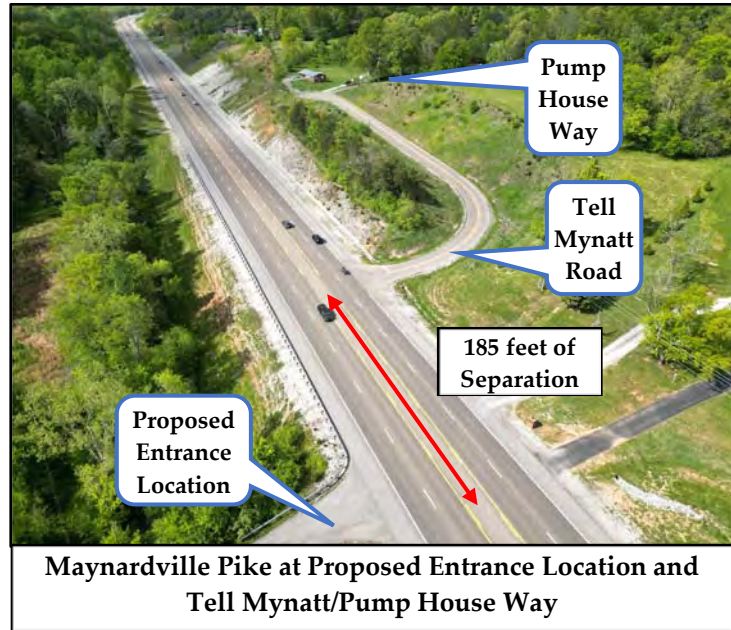 Pump
House
Way
Tell
Mynatt
Road
185 feet of
Separation
Proposed
Entrance
Location
Maynardville Pike at Proposed Entrance Location and
Tell Mynatt/Pump House Way